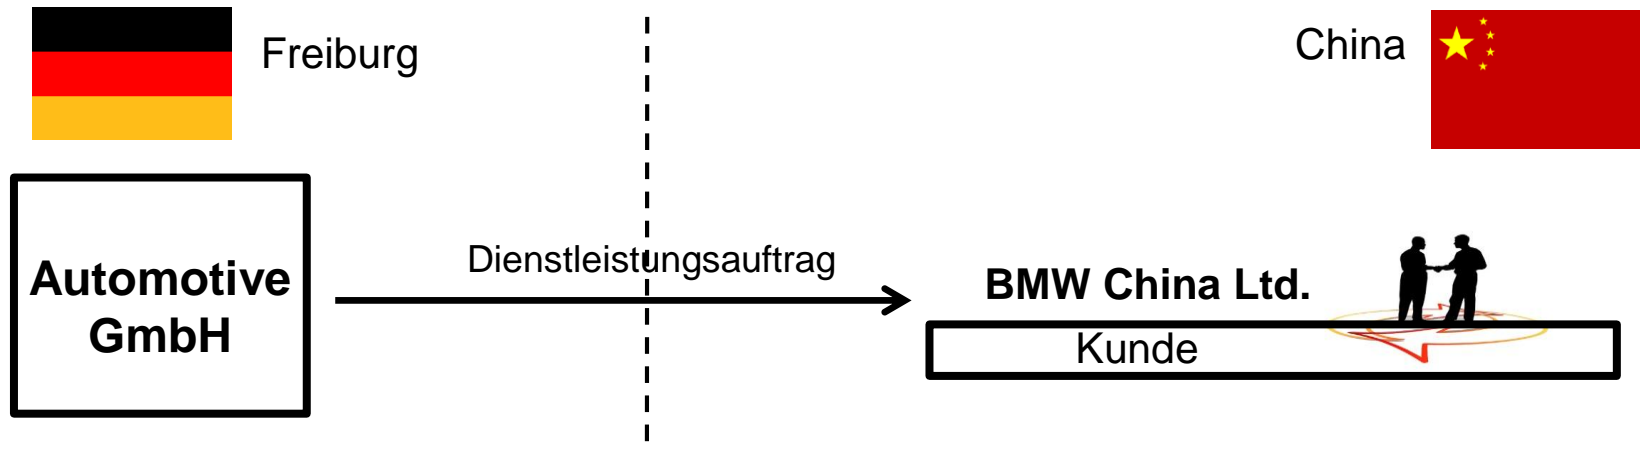 Freiburg
China
Dienstleistungsauftrag
Automotive
GmbH
BMW China Ltd.
Kunde